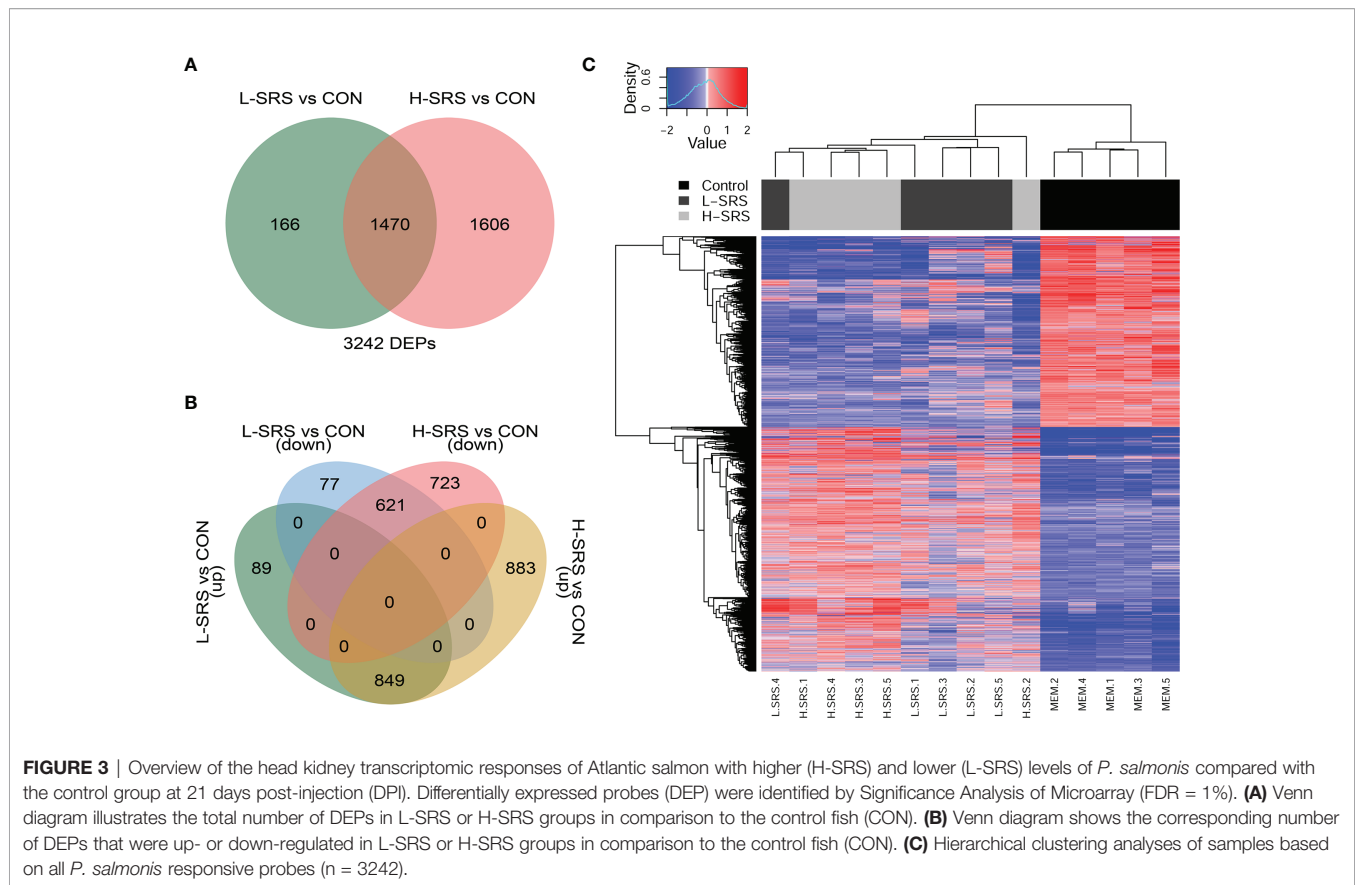 A
L-SRS vs CON
H-SRS vs CON
166
1470
1606
3242 DEPs
B
L-SRS vs CON
(down)
H-SRS vs CON
(down)
77
723
621
0
0
0
0
89
883
0
0
0
0
0
849
L-SRS vs CON
(up)
H-SRS vs CON
(up)
C
Density
0 0.6
−2 0 1 2
Value
Control
L−SRS
H−SRS
L.SRS.4
H.SRS.1
H.SRS.4
H.SRS.3
H.SRS.5
L.SRS.1
L.SRS.3
L.SRS.2
L.SRS.5
H.SRS.2
MEM.2
MEM.4
MEM.1
MEM.3
MEM.5
FIGURE 3 | Overview of the head kidney transcriptomic responses of Atlantic salmon with higher (H-SRS) and lower (L-SRS) levels of P. salmonis compared with
the control group at 21 days post-injection (DPI). Differentially expressed probes (DEP) were identified by Significance Analysis of Microarray (FDR = 1%). (A) Venn
diagram illustrates the total number of DEPs in L-SRS or H-SRS groups in comparison to the control fish (CON). (B) Venn diagram shows the corresponding number
of DEPs that were up- or down-regulated in L-SRS or H-SRS groups in comparison to the control fish (CON). (C) Hierarchical clustering analyses of samples based
on all P. salmonis responsive probes (n = 3242).